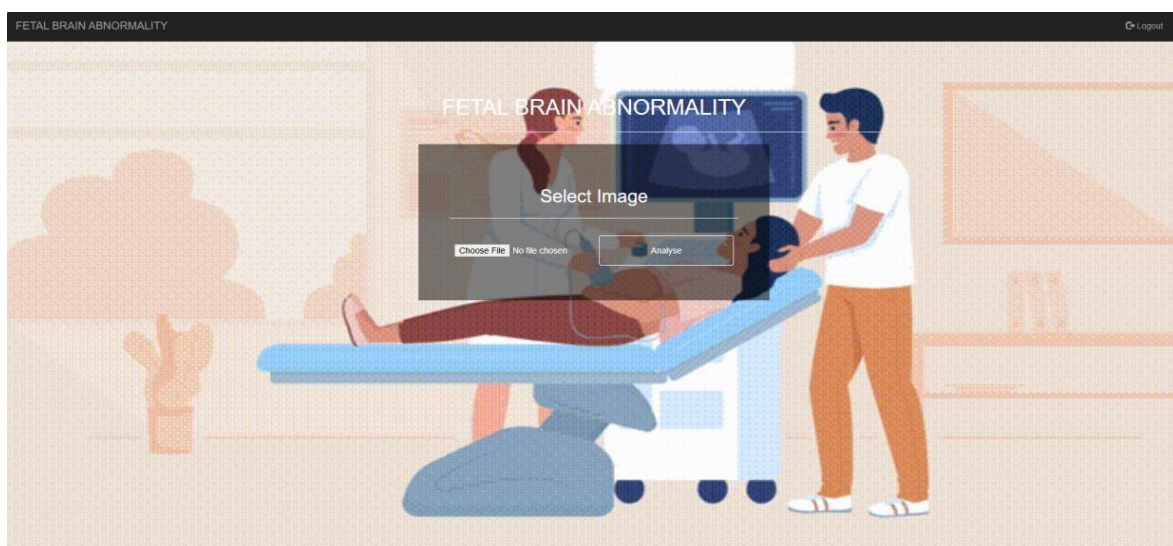 FETAL BRAIN ABNORMALITY
Logout
FETAL BRAIN ABNORMALITY
Select Image
Choose File No file chosen
Analyse